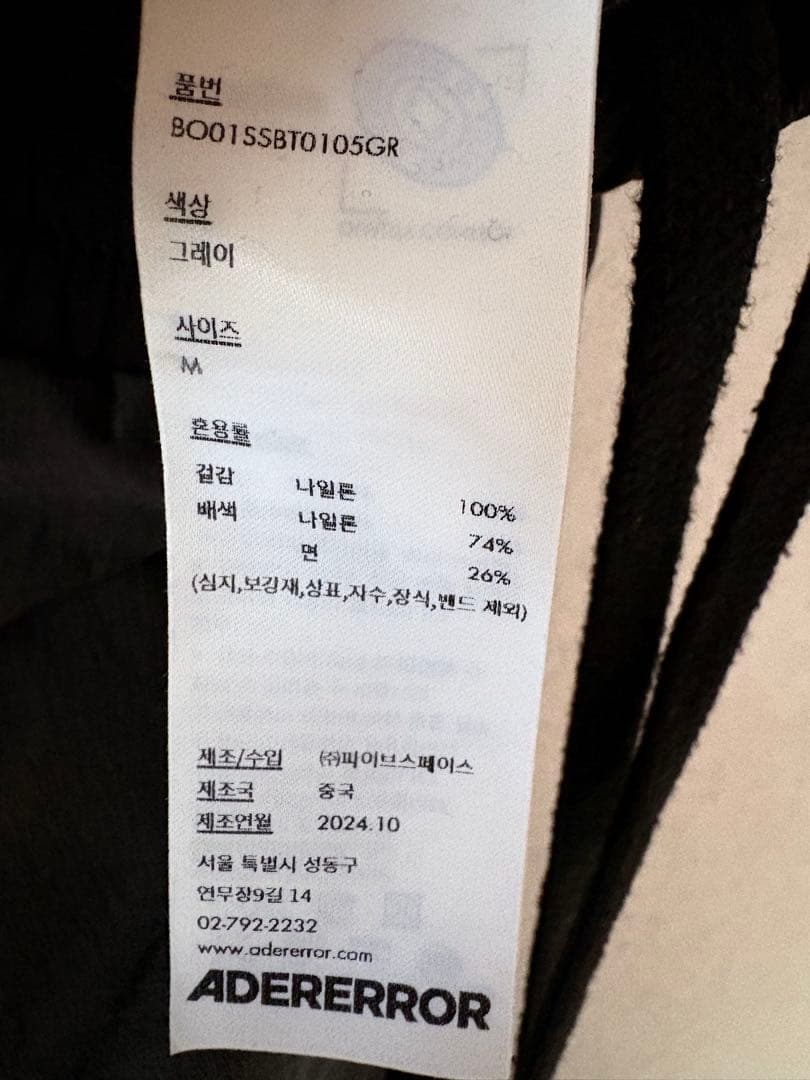 품번
BO01SSBT0105GR
색상
그레이
사이즈
M
혼용률
겉감 나일론 100%
배색 나일론 74%
면 26%
(심지,보강재,상표,자수,장식,밴드 제외)
제조/수입 ㈜파이브스페이스
제조국 중국
제조연월 2024.10
서울 특별시 성동구
연무장9길 14
02-792-2232
www.adererror.com
ADERERROR